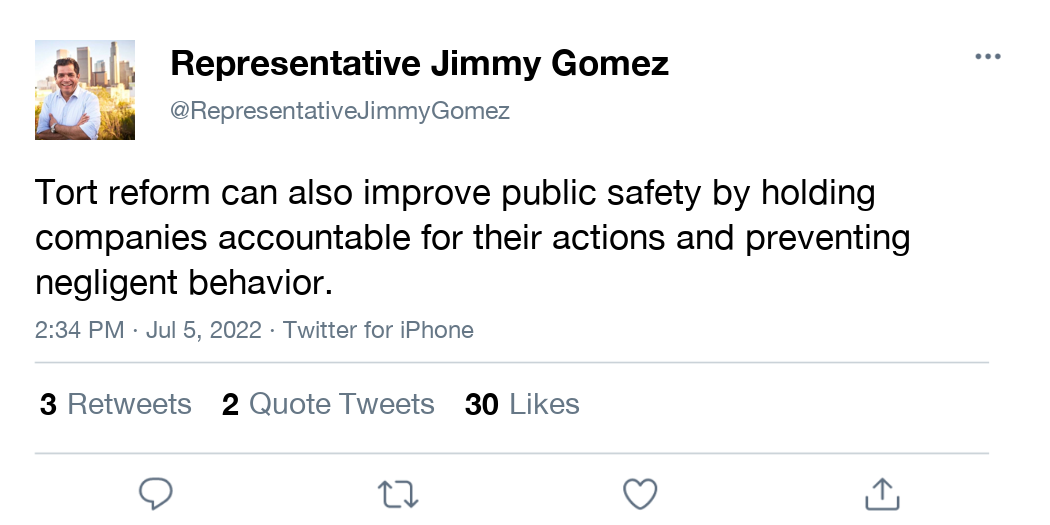 Representative Jimmy Gomez
@RepresentativeJimmyGomez
Tort reform can also improve public safety by holding
companies accountable for their actions and preventing
negligent behavior.
2:34 PM · Jul 5, 2022 · Twitter for iPhone
3 Retweets 2 Quote Tweets 30 Likes